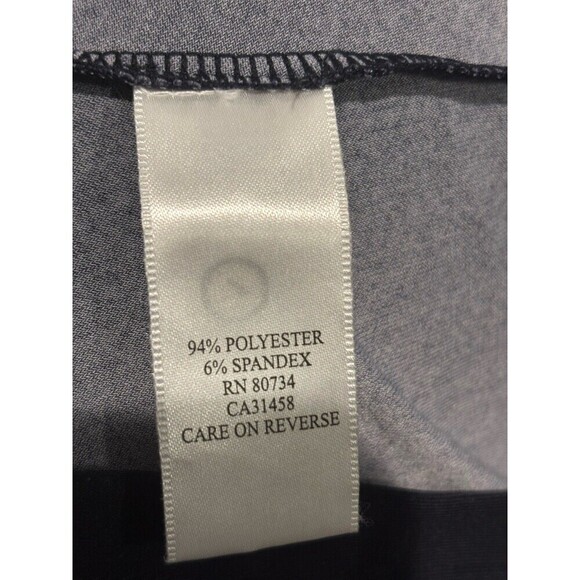 94% POLYESTER
6% SPANDEX
RN 80734
CA31458
CARE ON REVERSE